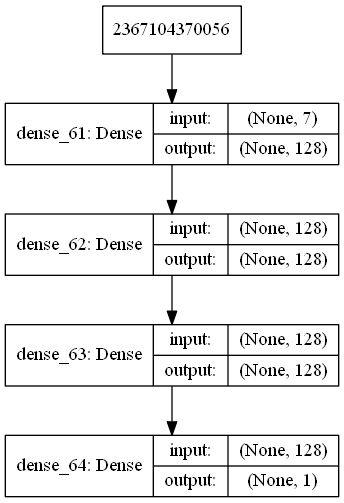 2367104370056
dense_61: Dense
input:
(None, 7)
output:
(None, 128)
dense_62: Dense
input:
(None, 128)
output:
(None, 128)
dense_63: Dense
input:
(None, 128)
output:
(None, 128)
dense_64: Dense
input:
(None, 128)
output:
(None, 1)